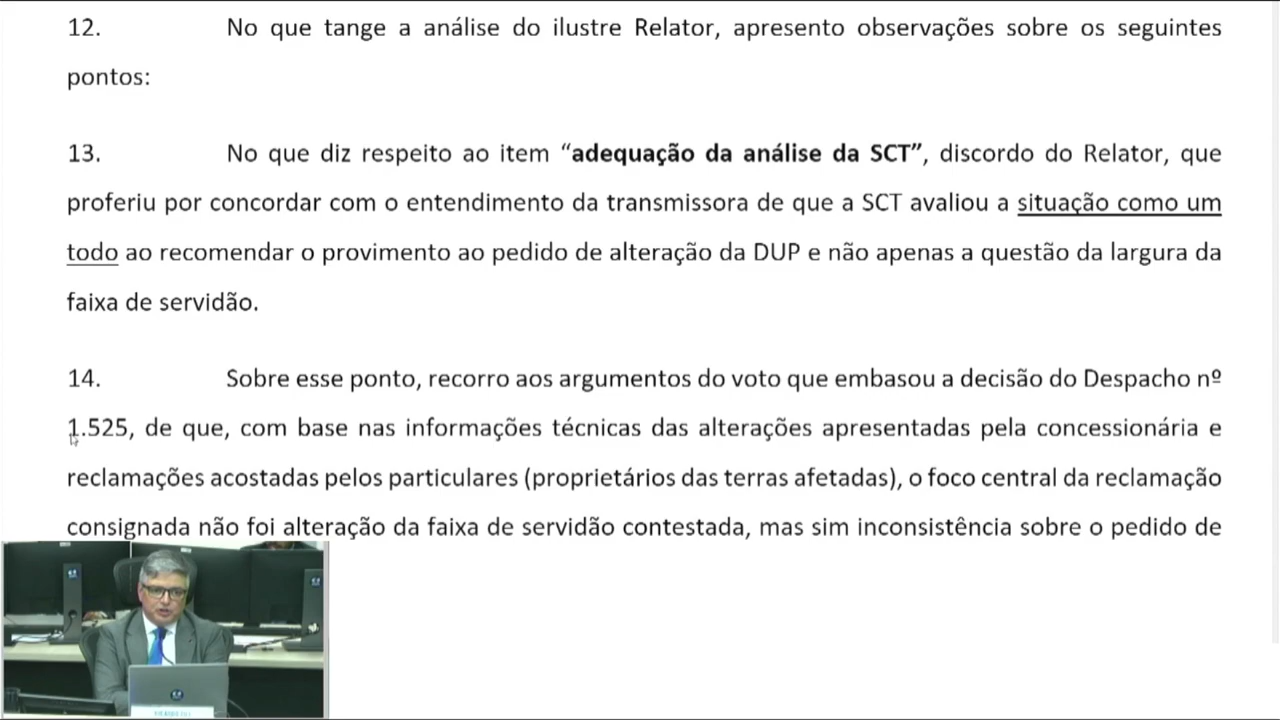 12. No que tange a análise do ilustre Relator, apresento observações sobre os seguintes
pontos:
13. No que diz respeito ao item “adequação da análise da SCT”, discordo do Relator, que
proferiu por concordar com o entendimento da transmissora de que a SCT avaliou a situação como um
todo ao recomendar o provimento ao pedido de alteração da DUP e não apenas a questão da largura da
faixa de servidão.
14. Sobre esse ponto, recorro aos argumentos do voto que embasou a decisão do Despacho nº
1.525, de que, com base nas informações técnicas das alterações apresentadas pela concessionária e
reclamações acostadas pelos particulares (proprietários das terras afetadas), o foco central da reclamação
consignada não foi alteração da faixa de servidão contestada, mas sim inconsistência sobre o pedido de